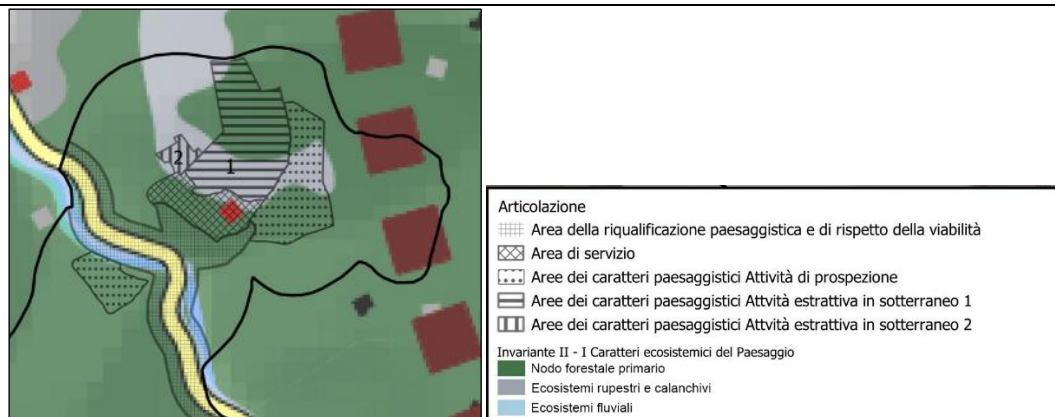 2
1
Articolazione
Area della riqualificazione paesaggistica e di rispetto della viabilità
Area di servizio
Aree dei caratteri paesaggistici Attività di prospezione
Aree dei caratteri paesaggistici Attvità estrattiva in sotterraneo 1
Aree dei caratteri paesaggistici Attvità estrattiva in sotterraneo 2
Invariante II - I Caratteri ecosistemici del Paesaggio
Nodo forestale primario
Ecosistemi rupestri e calanchivi
Ecosistemi fluviali